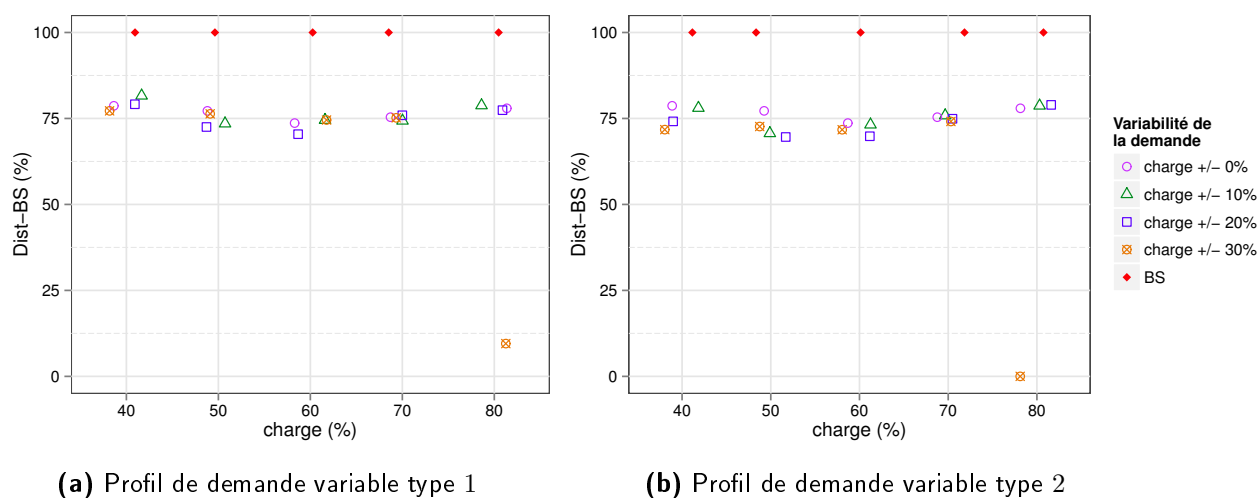 100
75
50
25
0
Dist−BS (%)
40 50 60 70 80
charge (%)
(a) Profil de demande variable type 1
100
75
50
25
0
Dist−BS (%)
40 50 60 70 80
charge (%)
(b) Profil de demande variable type 2
Variabilité de
la demande
charge +/− 0%
charge +/− 10%
charge +/− 20%
charge +/− 30%
BS